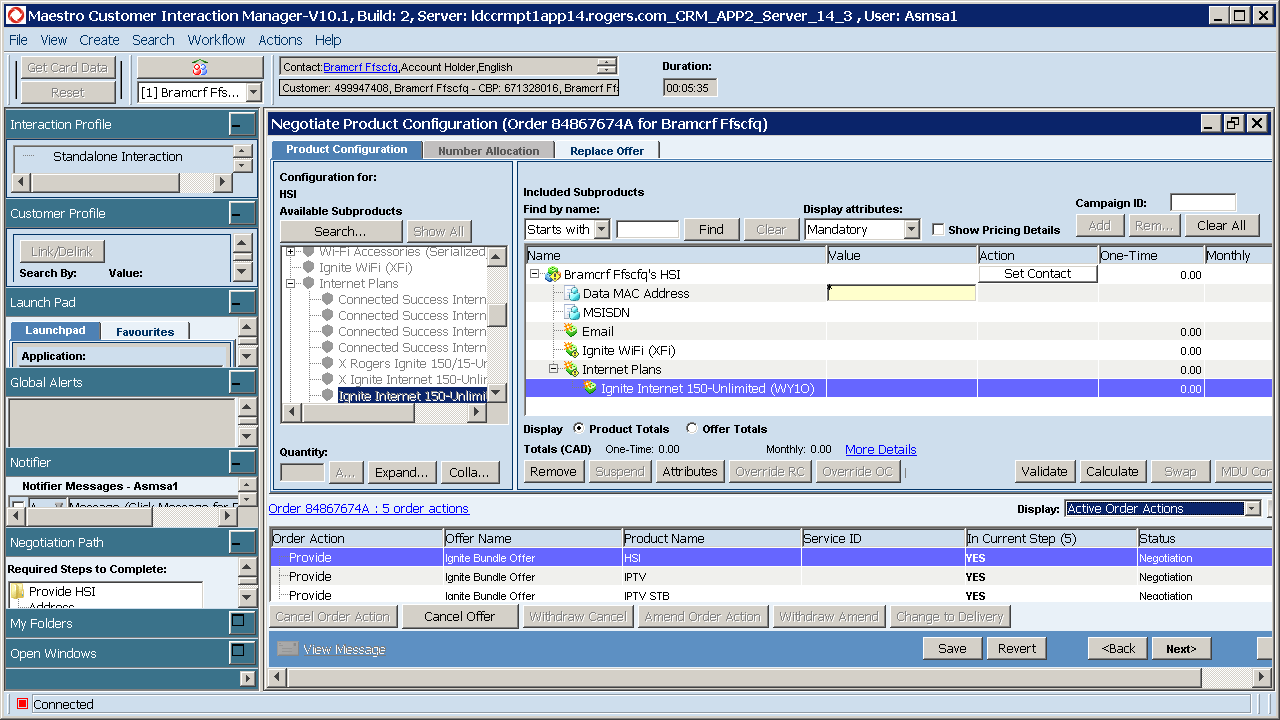 Maestro Customer Interaction Manager-V10.1, Build: 2, Server: ldccrmpt1app14.rogers.com_CRM_APP2_Server_14_3 , User: Asmsa1
File View Create Search Workflow Actions Help
Get Card Data
Reset
[1] Bramcrf Ffs...
Contact:Bramcrf Ffscfq,Account Holder,English
Customer: 499947408, Bramcrf Ffscfq - CBP: 671328016, Bramcrf Ff
Duration:
00:05:35
Interaction Profile
Standalone Interaction
Customer Profile
Link/Delink
Search By: Value:
Launch Pad
Launchpad Favourites
Application:
Global Alerts
Notifier
Notifier Messages - Asmsa1
A... Message (Click Message for D
Negotiation Path
Required Steps to Complete:
Provide HSI
Address
My Folders
Open Windows
Negotiate Product Configuration (Order 84867674A for Bramcrf Ffscfq)
Product Configuration Number Allocation Replace Offer
Configuration for:
HSI
Available Subproducts
Search... Show All
Wi-Fi Accessories (Serialized
Ignite WiFi (XFi)
Internet Plans
Connected Success Intern
Connected Success Intern
Connected Success Intern
Connected Success Intern
X Rogers Ignite 150/15-Un
X Ignite Internet 150-Unlir
Ignite Internet 150-Unlimi
Quantity:
A... Expand... Colla...
Included Subproducts
Find by name:
Starts with Find Clear
Display attributes:
Mandatory
Show Pricing Details
Campaign ID:
Add Rem... Clear All
Name Value Action One-Time Monthly
Bramcrf Ffscfq's HSI Set Contact 0.00
Data MAC Address
MSISDN
Email 0.00
Ignite WiFi (XFi) 0.00
Internet Plans 0.00
Ignite Internet 150-Unlimited (WY1O) 0.00
Display Product Totals Offer Totals
Totals (CAD) One-Time: 0.00 Monthly: 0.00 More Details
Remove Suspend Attributes Override RC Override OC Validate Calculate Swap MDU Cor
Order 84867674A : 5 order actions
Display: Active Order Actions
Order Action Offer Name Product Name Service ID In Current Step (5) Status
Provide Ignite Bundle Offer HSI YES Negotiation
Provide Ignite Bundle Offer IPTV YES Negotiation
Provide Ignite Bundle Offer IPTV STB YES Negotiation
Cancel Order Action Cancel Offer Withdraw Cancel Amend Order Action Withdraw Amend Change to Delivery
View Message
Save Revert <Back Next>
Connected